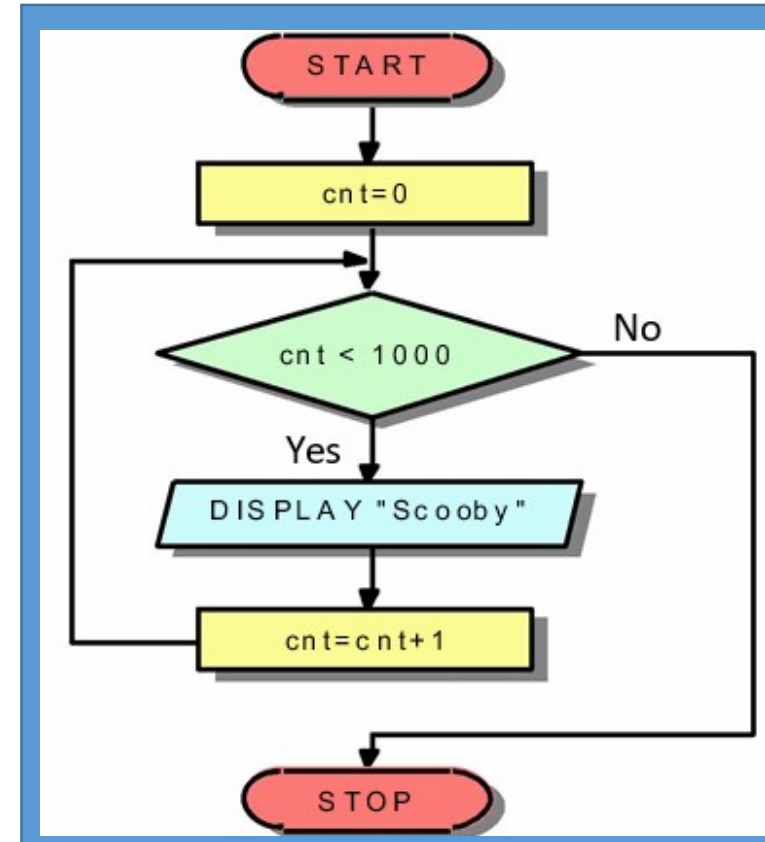 START
cnt=0
cnt < 1000
No
Yes
DISPLAY "Scooby"
cnt=cnt+1
STOP